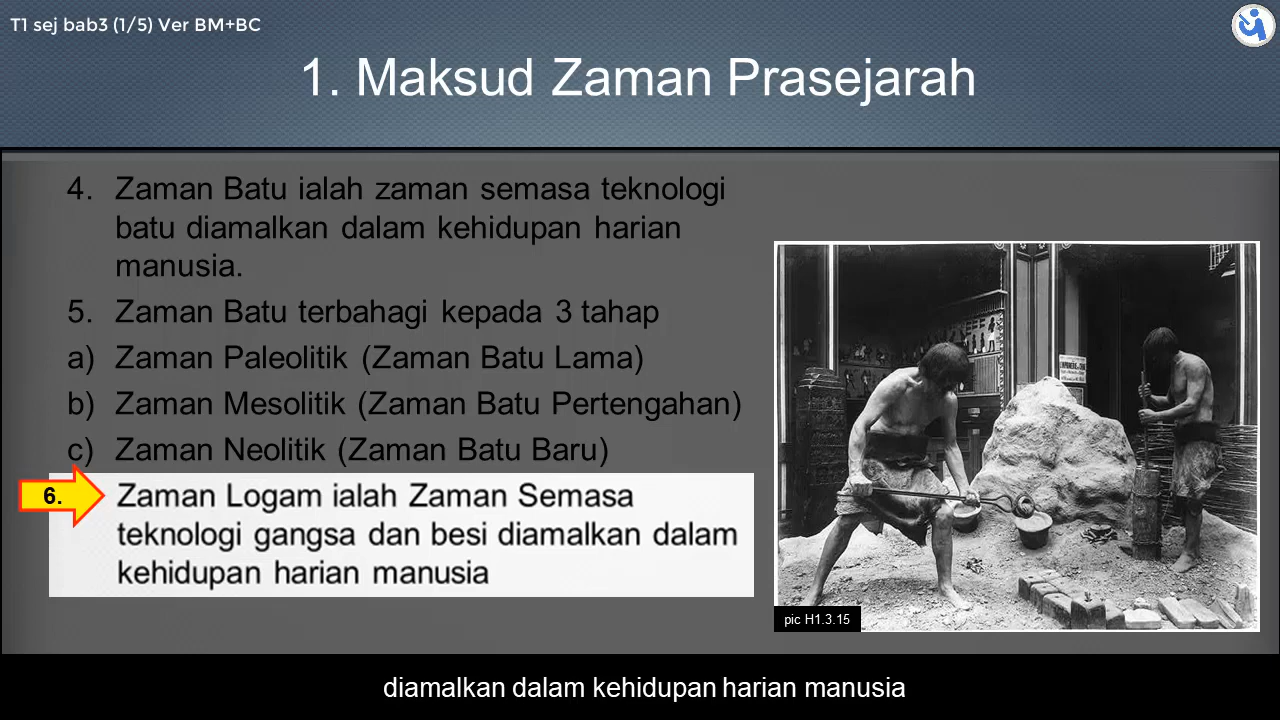 T1 sej bab3 (1/5) Ver BM+BC
1. Maksud Zaman Prasejarah
4. Zaman Batu ialah zaman semasa teknologi
batu diamalkan dalam kehidupan harian
manusia.
5. Zaman Batu terbahagi kepada 3 tahap
a) Zaman Paleolitik (Zaman Batu Lama)
b) Zaman Mesolitik (Zaman Batu Pertengahan)
c) Zaman Neolitik (Zaman Batu Baru)
6. Zaman Logam ialah Zaman Semasa
teknologi gangsa dan besi diamalkan dalam
kehidupan harian manusia
pic H1.3.15
diamalkan dalam kehidupan harian manusia